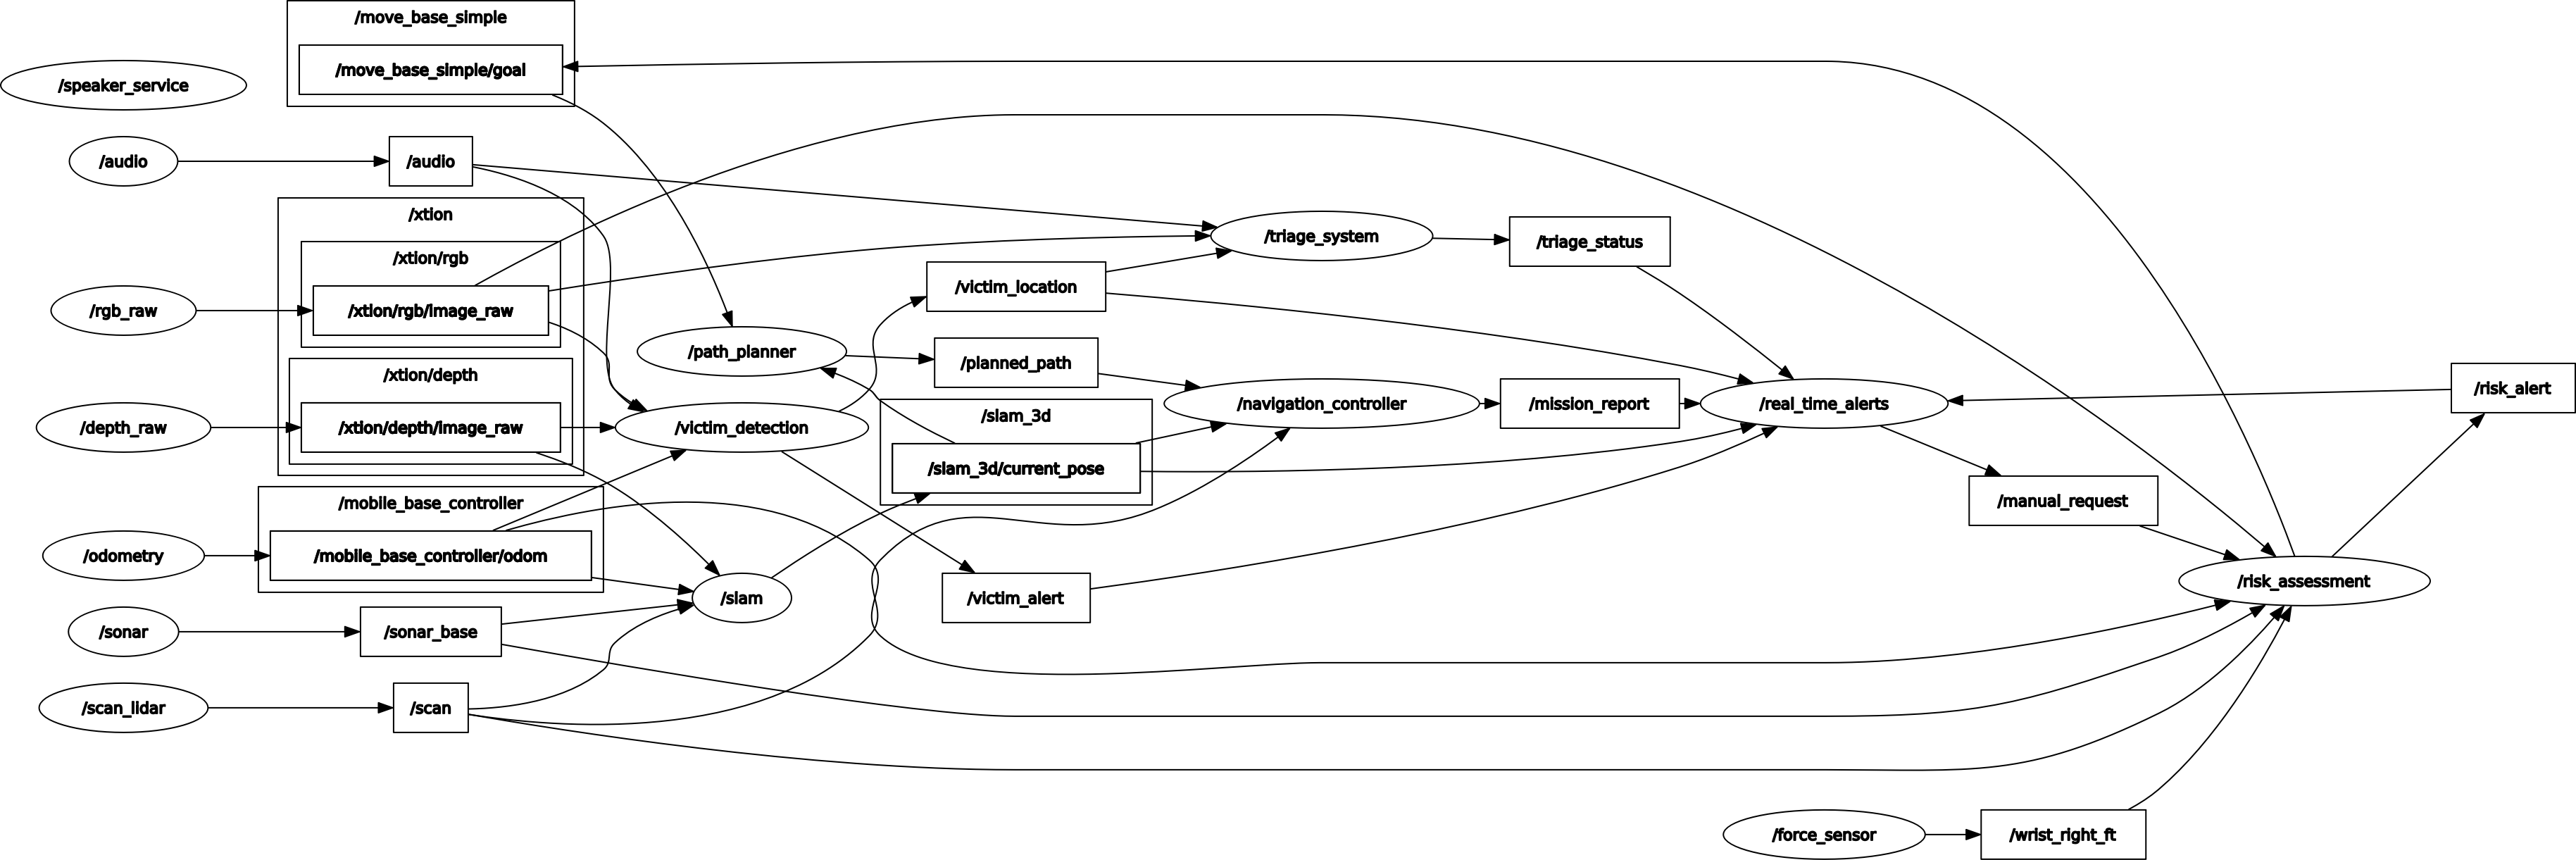 /move_base_simple
/move_base_simple/goal
/speaker_service
/audio
/audio
/xtion
/xtion/rgb
/rgb_raw
/xtion/rgb/image_raw
/xtion/depth
/depth_raw
/xtion/depth/image_raw
/mobile_base_controller
/odometry
/mobile_base_controller/odom
/sonar
/sonar_base
/scan_lidar
/scan
/path_planner
/victim_detection
/slam
/victim_location
/planned_path
/slam_3d
/slam_3d/current_pose
/victim_alert
/triage_system
/navigation_controller
/triage_status
/mission_report
/real_time_alerts
/force_sensor
/manual_request
/wrist_right_ft
/risk_assessment
/risk_alert